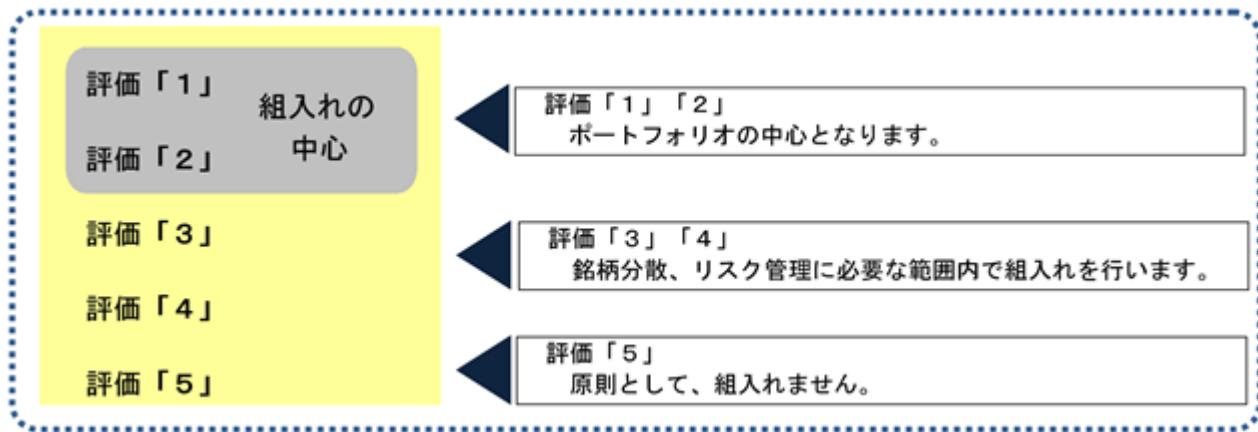 評価「１」
組入れの
中心
評価「２」
評価「３」
評価「４」
評価「５」
評価「１」「２」
ポートフォリオの中心となります。
評価「３」「４」
銘柄分散、リスク管理に必要な範囲内で組入れを行います。
評価「５」
原則として、組入れません。